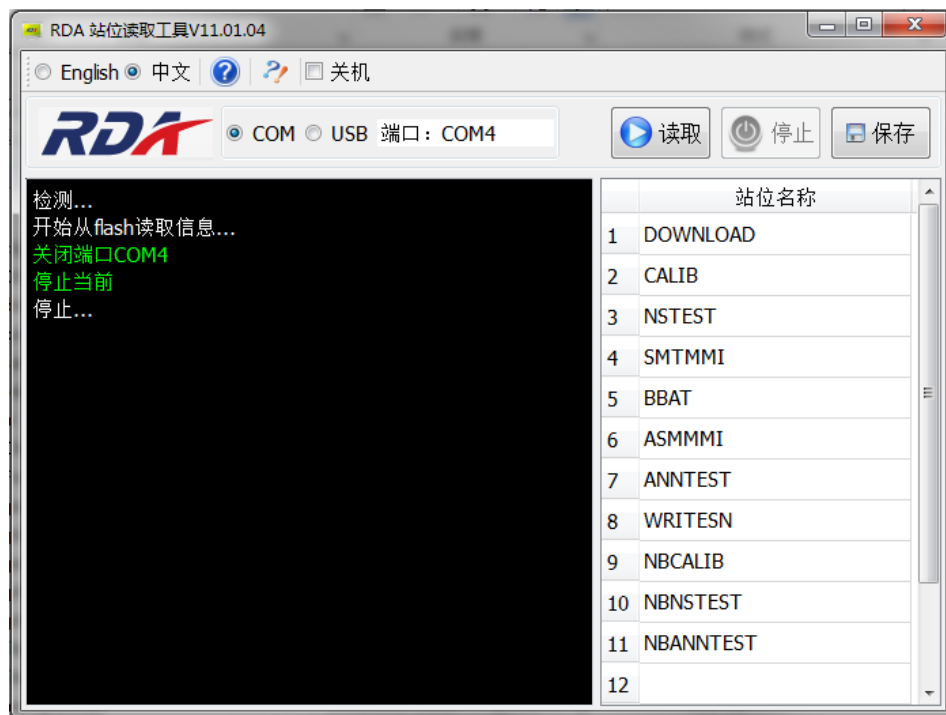 RDA 站位读取工具V11.01.04
English 中文 关机
RDA COM USB 端口：COM4 读取 停止 保存
检测...
开始从flash读取信息...
关闭端口COM4
停止当前
停止...
站位名称
1 DOWNLOAD
2 CALIB
3 NSTEST
4 SMTMMI
5 BBAT
6 ASMMMI
7 ANNTEST
8 WRITESN
9 NBCALIB
10 NBNSTEST
11 NBANNTEST
12